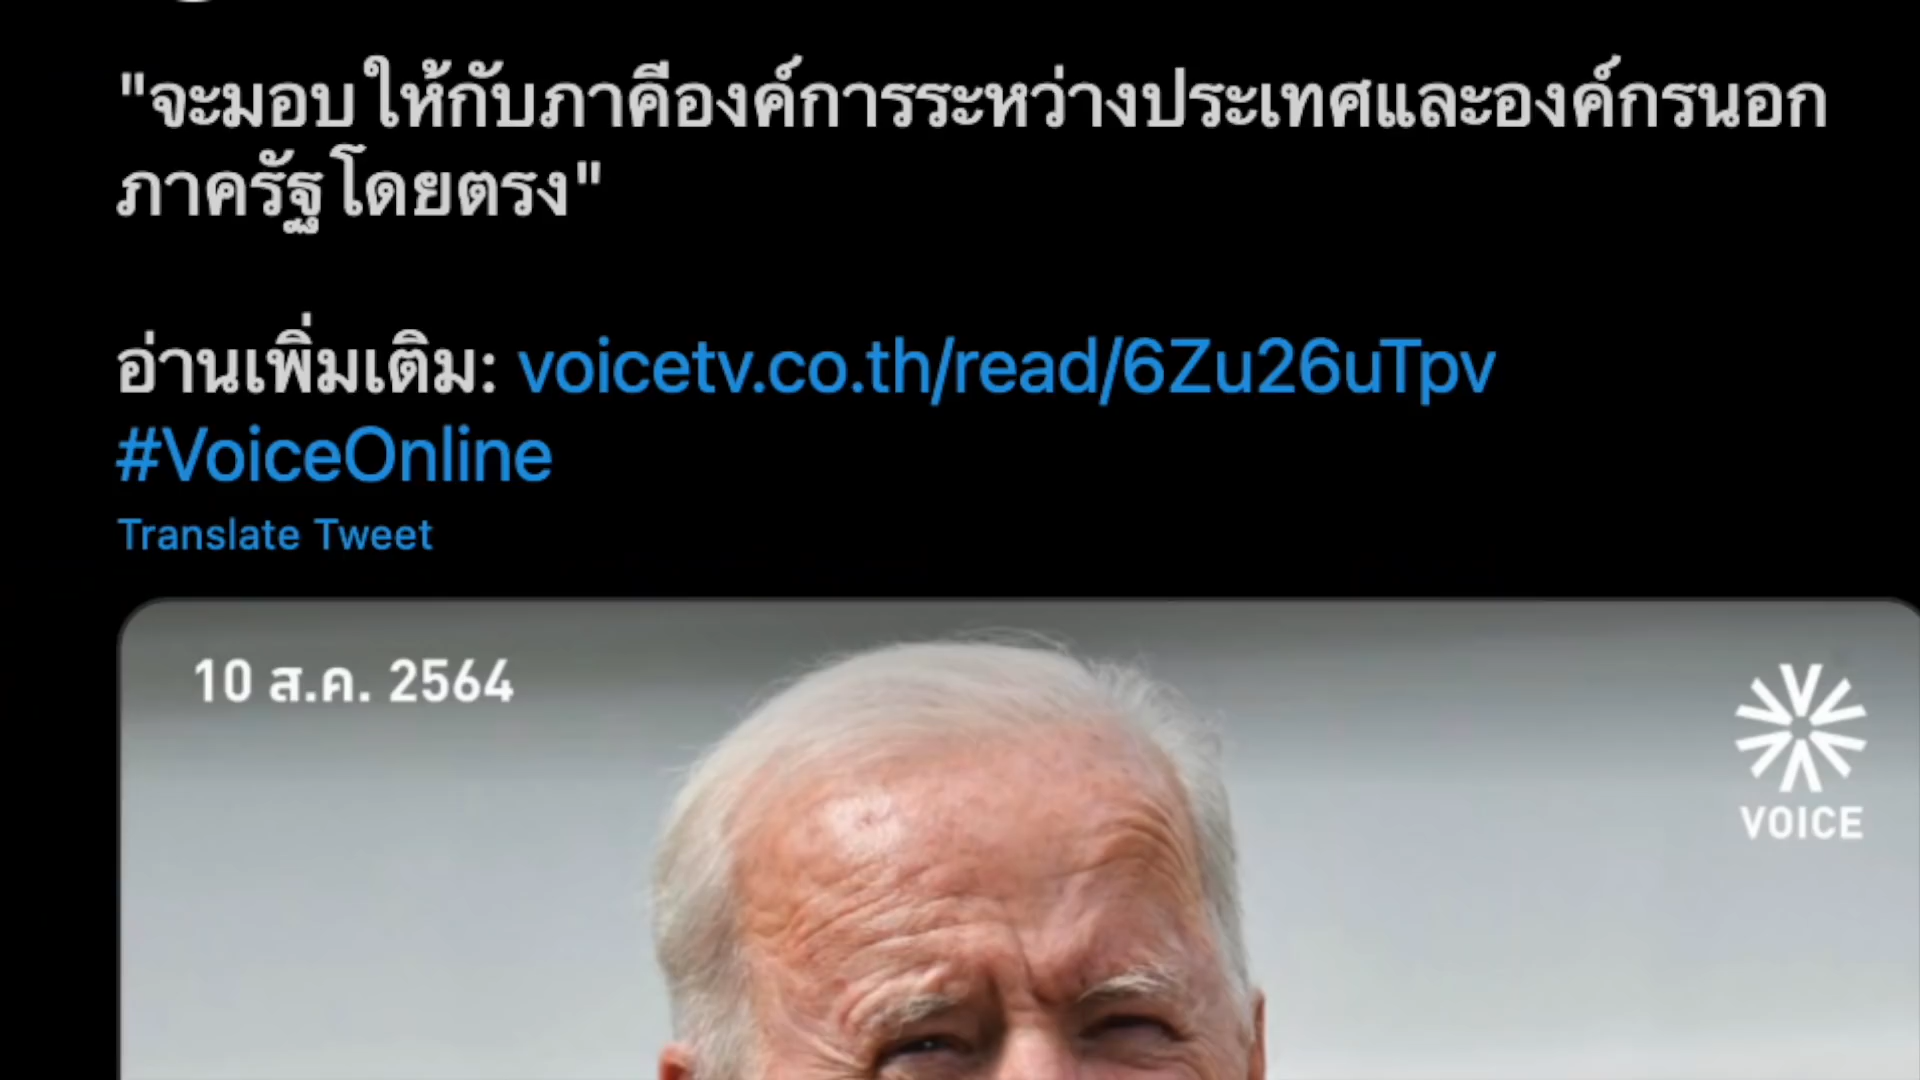 "จะมอบให้กับภาคีองค์การระหว่างประเทศและองค์กรนอก
ภาครัฐโดยตรง"
อ่านเพิ่มเติม: voicetv.co.th/read/6Zu26uTpv
#VoiceOnline
Translate Tweet
10 ส.ค. 2564
VOICE